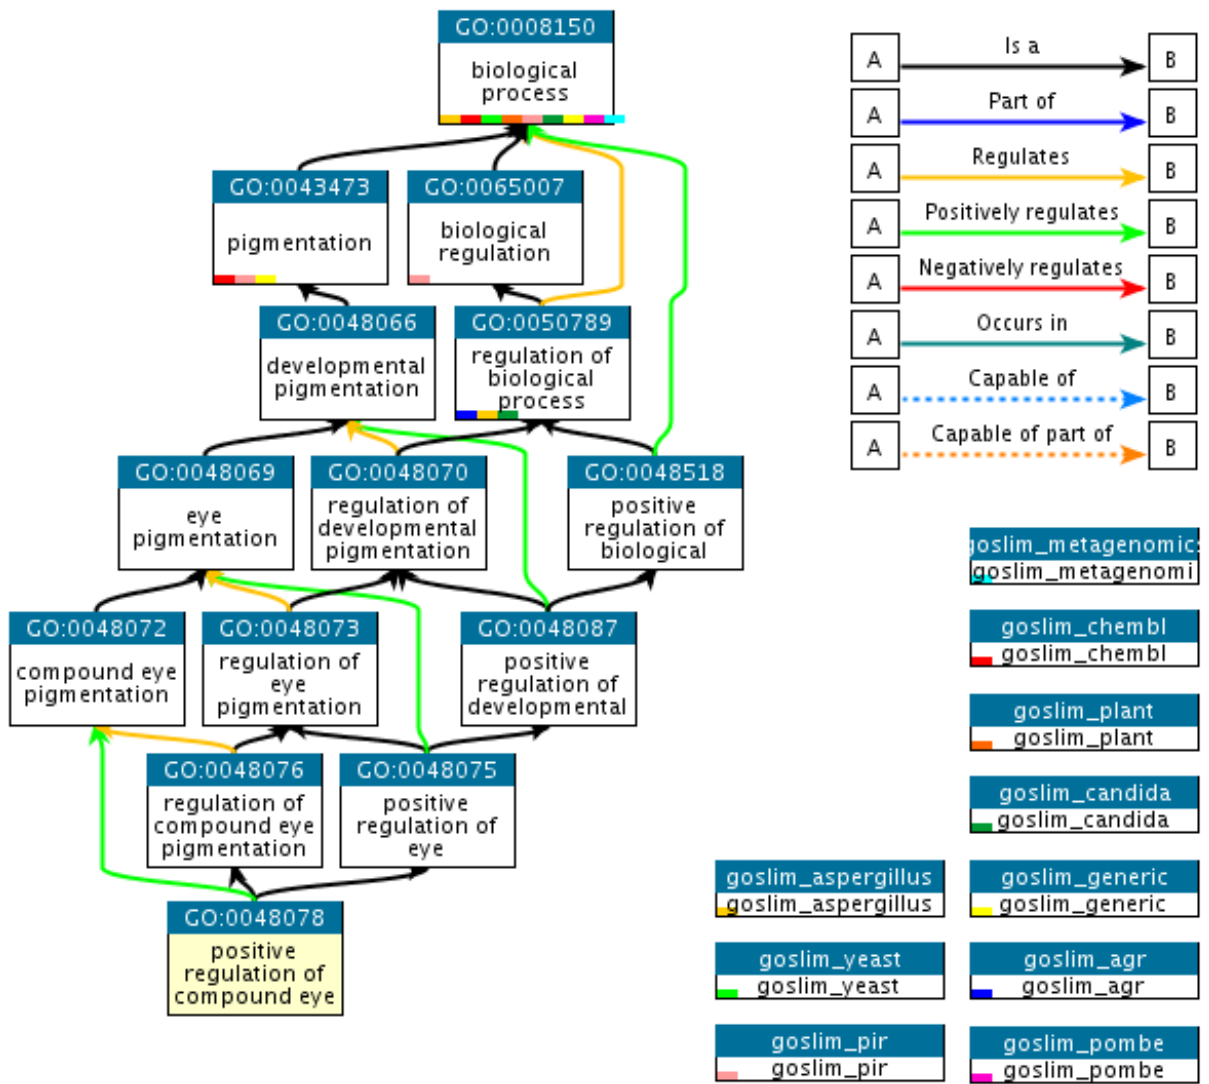 GO:0008150
biological
process
GO:0043473
pigmentation
GO:0065007
biological
regulation
GO:0048066
developmental
pigmentation
GO:0050789
regulation of
biological
process
GO:0048069
eye
pigmentation
GO:0048070
regulation of
developmental
pigmentation
GO:0048518
positive
regulation of
biological
GO:0048072
compound eye
pigmentation
GO:0048073
regulation of
eye
pigmentation
GO:0048087
positive
regulation of
developmental
GO:0048076
regulation of
compound eye
pigmentation
GO:0048075
positive
regulation of
eye
GO:0048078
positive
regulation of
compound eye
A Is a B
A Part of B
A Regulates B
A Positively regulates B
A Negatively regulates B
A Occurs in B
A Capable of B
A Capable of part of B
goslim_metagenomics
goslim_metagenomi
goslim_chembl
goslim_chembl
goslim_plant
goslim_plant
goslim_candida
goslim_candida
goslim_aspergillus
goslim_aspergillus
goslim_generic
goslim_generic
goslim_yeast
goslim_yeast
goslim_agr
goslim_agr
goslim_pir
goslim_pir
goslim_pombe
goslim_pombe